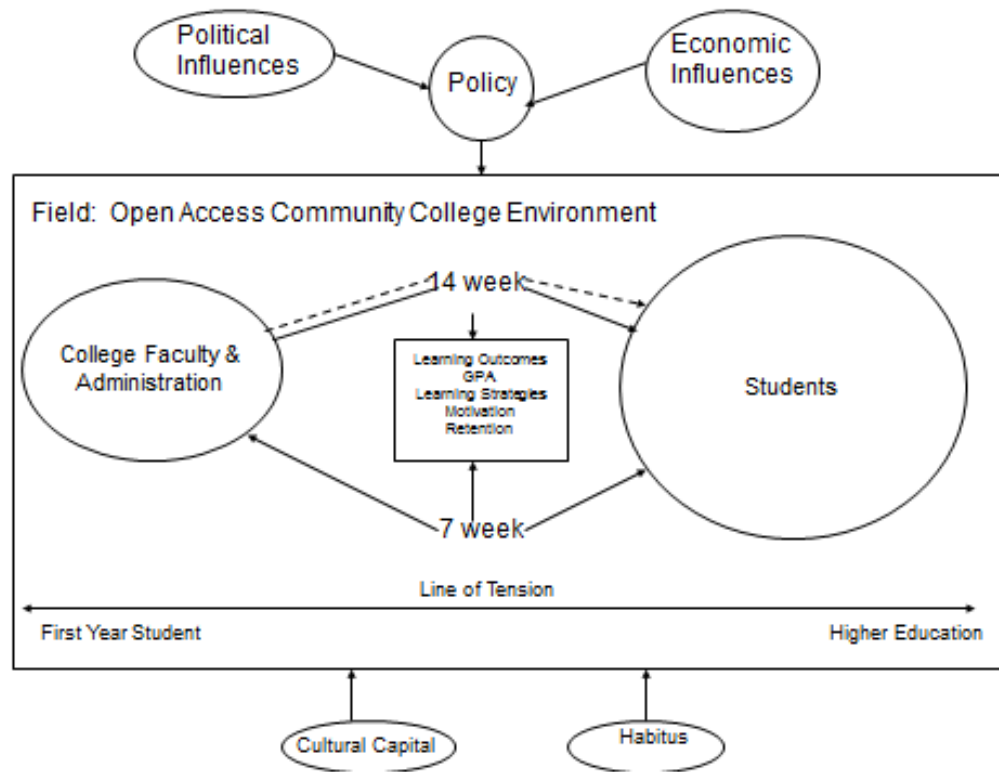 Political
Influences
Policy
Economic
Influences
Field: Open Access Community College Environment
14 week
College Faculty &
Administration
Learning Outcomes
GPA
Learning Strategies
Motivation
Retention
Students
7 week
Line of Tension
First Year Student
Higher Education
Cultural Capital
Habitus